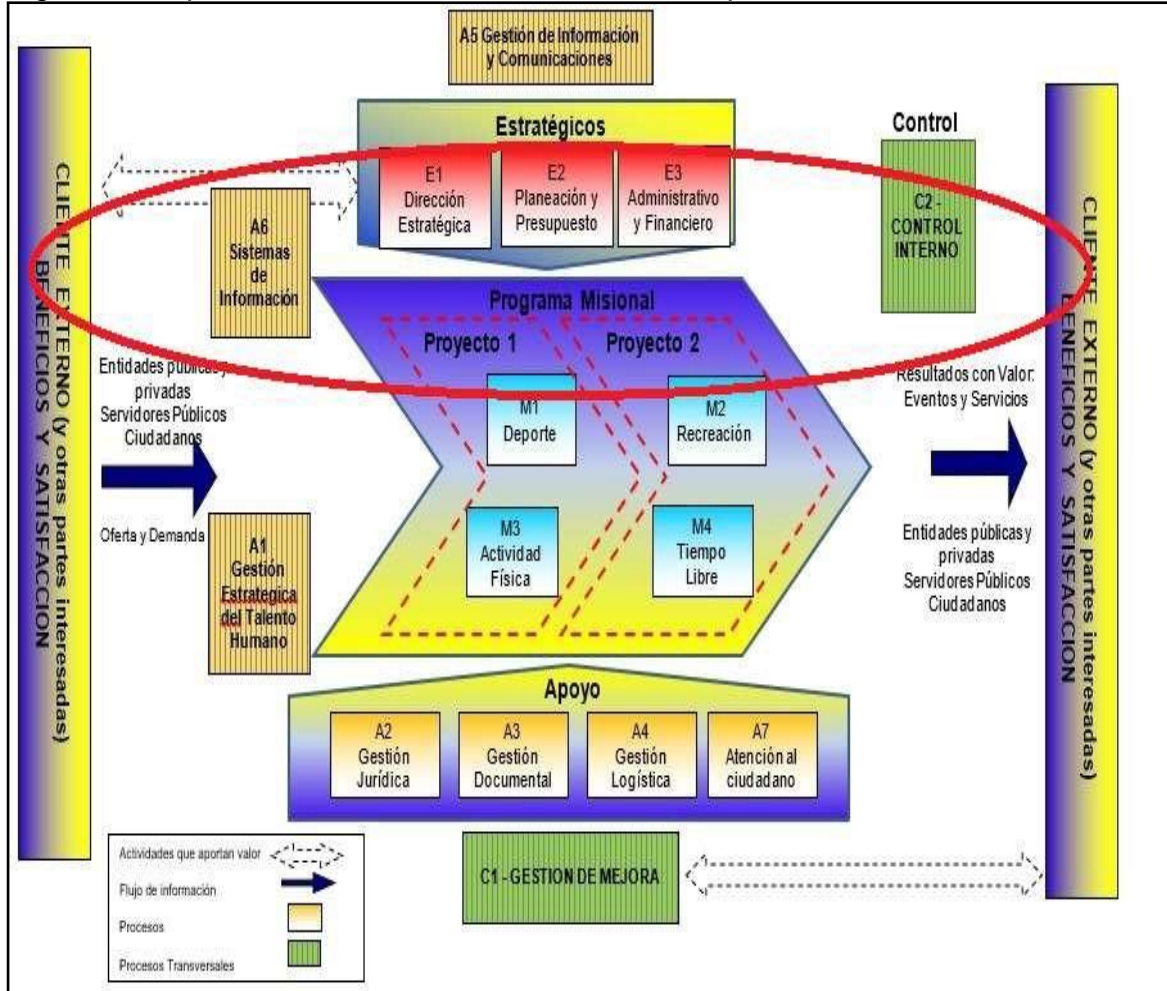 A5 Gestión de Información
y Comunicaciones
Estratégicos
E1
Dirección
Estratégica
E2
Planeación y
Presupuesto
E3
Administrativo
y Financiero
Control
C2 -
CONTROL
INTERNO
CLIENTE EXTERNO (y otras partes interesadas)
BENEFICIOS Y SATISFACCION
A6
Sistemas
de
Información
Programa Misional
Proyecto 1
Proyecto 2
Entidades públicas y
privadas
Servidores Públicos
Ciudadanos
Oferta y Demanda
M1
Deporte
M2
Recreación
M3
Actividad
Física
M4
Tiempo
Libre
Resultados con Valor:
Eventos y Servicios
Entidades públicas y
privadas
Servidores Públicos
Ciudadanos
CLIENTE EXTERNO (y otras partes interesadas)
BENEFICIOS Y SATISFACCION
A1
Gestión
Estratégica
del Talento
Humano
Apoyo
A2
Gestión
Jurídica
A3
Gestión
Documental
A4
Gestión
Logística
A7
Atención al
ciudadano
C1 - GESTION DE MEJORA
Actividades que aportan valor
Flujo de información
Procesos
Procesos Transversales